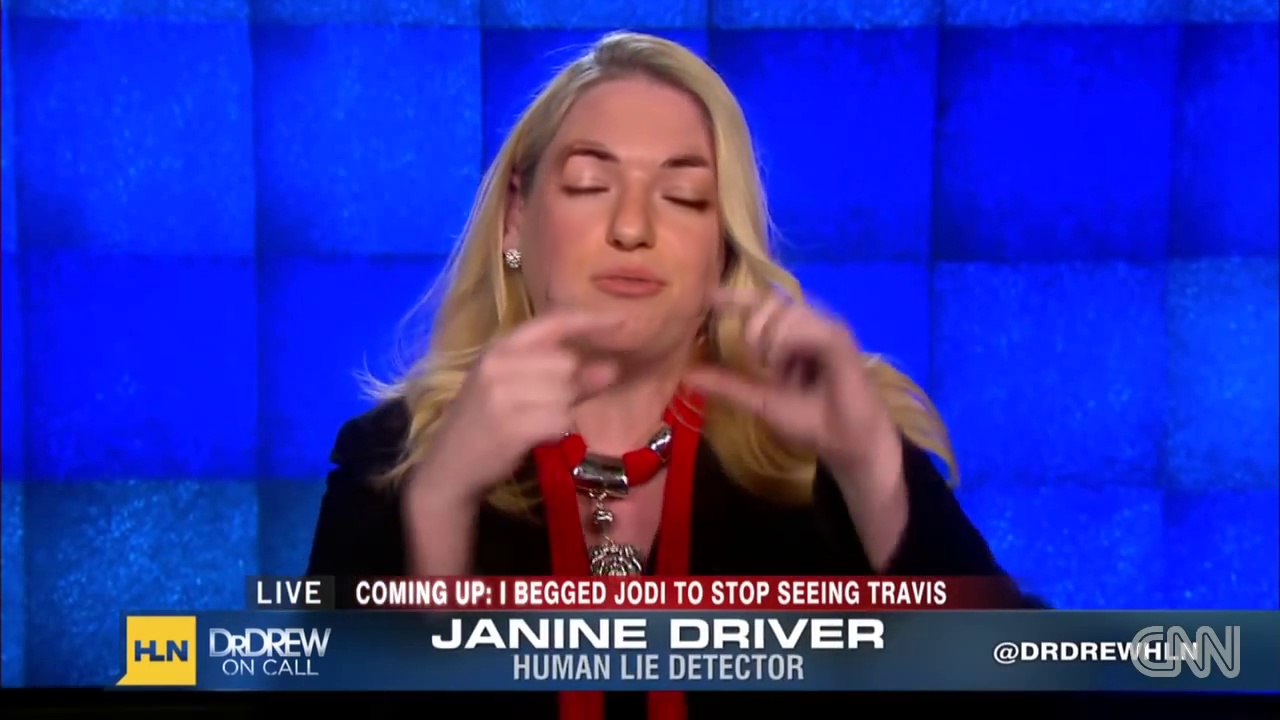 LIVE COMING UP: I BEGGED JODI TO STOP SEEING TRAVIS
HLN DRDREW ON CALL
JANINE DRIVER
HUMAN LIE DETECTOR
@DRDREWHLN
CNN